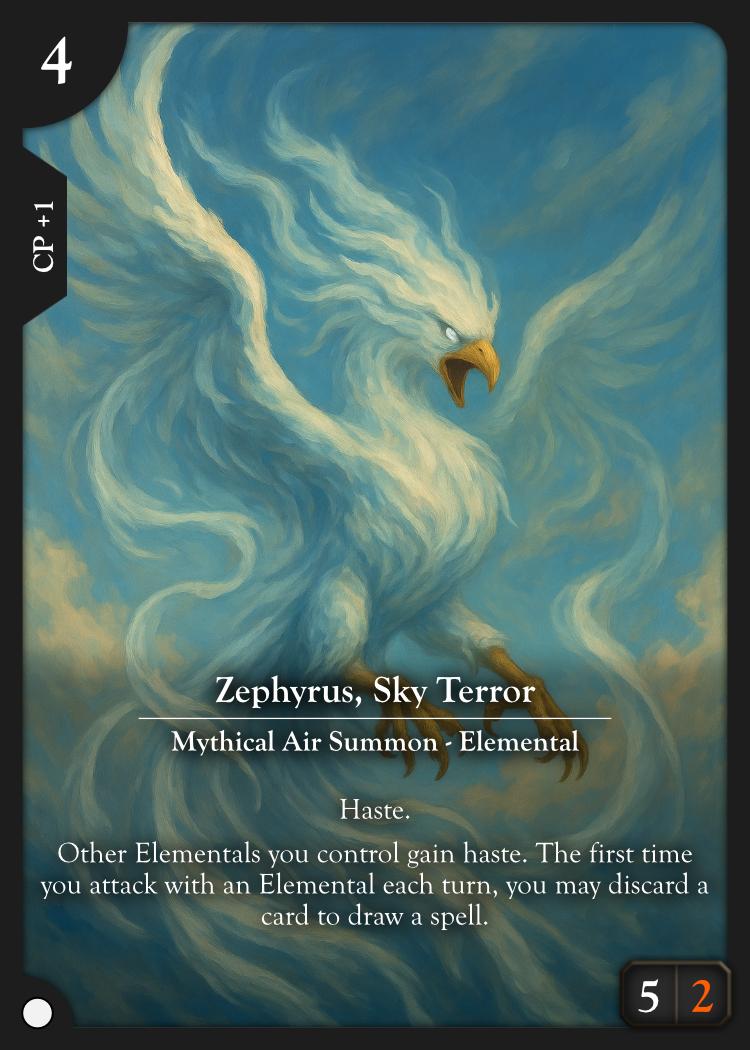 4
CP +1
Zephyrus, Sky Terror
Mythical Air Summon - Elemental
Haste.
Other Elementals you control gain haste. The first time
you attack with an Elemental each turn, you may discard a
card to draw a spell.
5 2